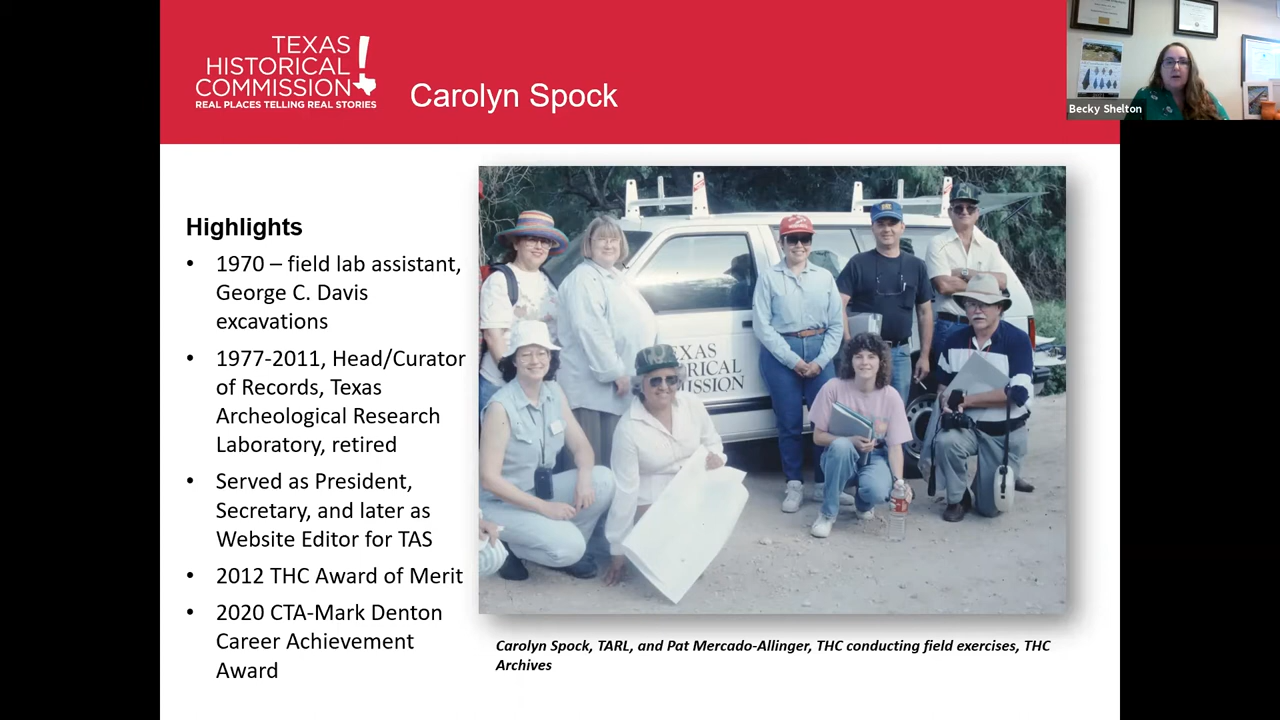 TEXAS
HISTORICAL
COMMISSION
REAL PLACES TELLING REAL STORIES
Carolyn Spock
Becky Shelton
Highlights
• 1970 – field lab assistant,
George C. Davis
excavations
• 1977-2011, Head/Curator
of Records, Texas
Archeological Research
Laboratory, retired
• Served as President,
Secretary, and later as
Website Editor for TAS
• 2012 THC Award of Merit
• 2020 CTA-Mark Denton
Career Achievement
Award
EXAS
RICAL
MISSION
Carolyn Spock, TARL, and Pat Mercado-Allinger, THC conducting field exercises, THC
Archives